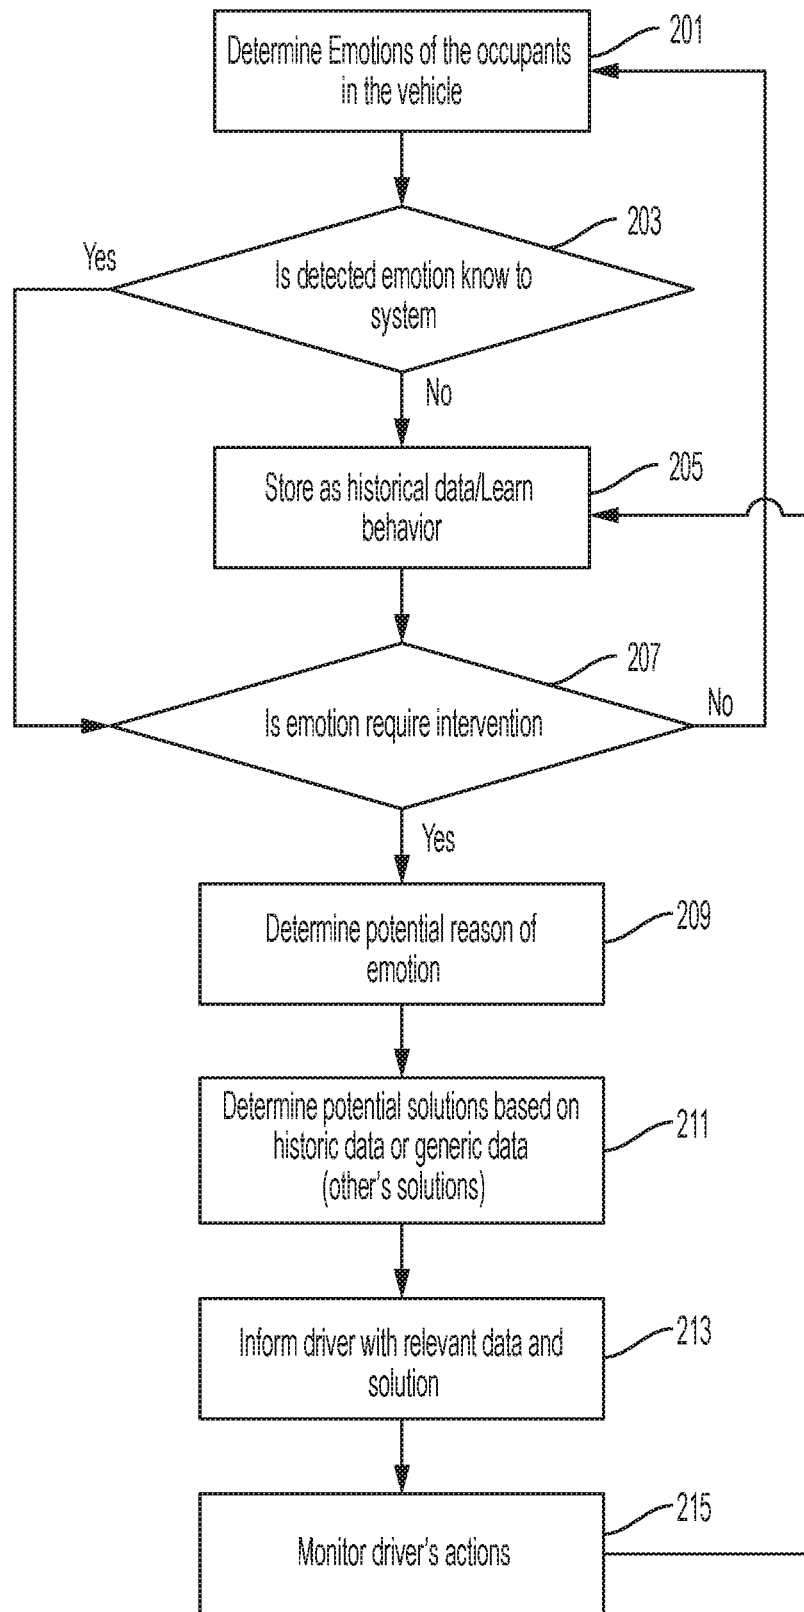 Determine Emotions of the occupants
in the vehicle
201
203
Yes
Is detected emotion know to
system
No
Store as historical data/Learn
behavior
205
207
Is emotion require intervention
No
Yes
Determine potential reason of
emotion
209
Determine potential solutions based on
historic data or generic data
(other's solutions)
211
Inform driver with relevant data and
solution
213
Monitor driver's actions
215